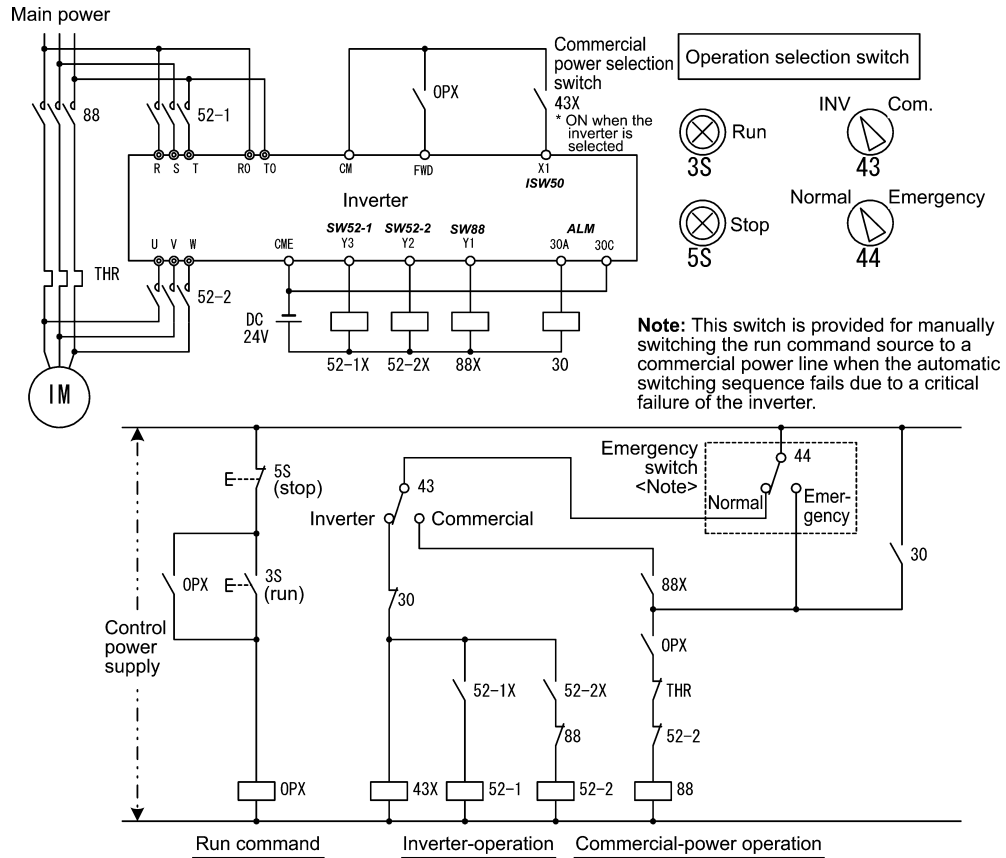 Main power
88
52-1
R S T R0 T0
CM
FWD
X1
ISW50
OPX
Commercial
power selection
switch
43X
* ON when the
inverter is
selected
Inverter
U V W
CME
SW52-1
Y3
SW52-2
Y2
SW88
Y1
ALM
30A 30C
THR
52-2
DC
24V
52-1X
52-2X
88X
30
IM
Operation selection switch
Run
3S
INV Com.
43
Stop
5S
Normal Emergency
44
Note: This switch is provided for manually
switching the run command source to a
commercial power line when the automatic
switching sequence fails due to a critical
failure of the inverter.
Control
power
supply
5S
(stop)
OPX
3S
(run)
OPX
43
Inverter
Commercial
30
52-1X
52-2X
88
43X
52-1
52-2
Emergency
switch
<Note>
44
Normal
Emer-
gency
88X
30
OPX
THR
52-2
88
Run command
Inverter-operation
Commercial-power operation